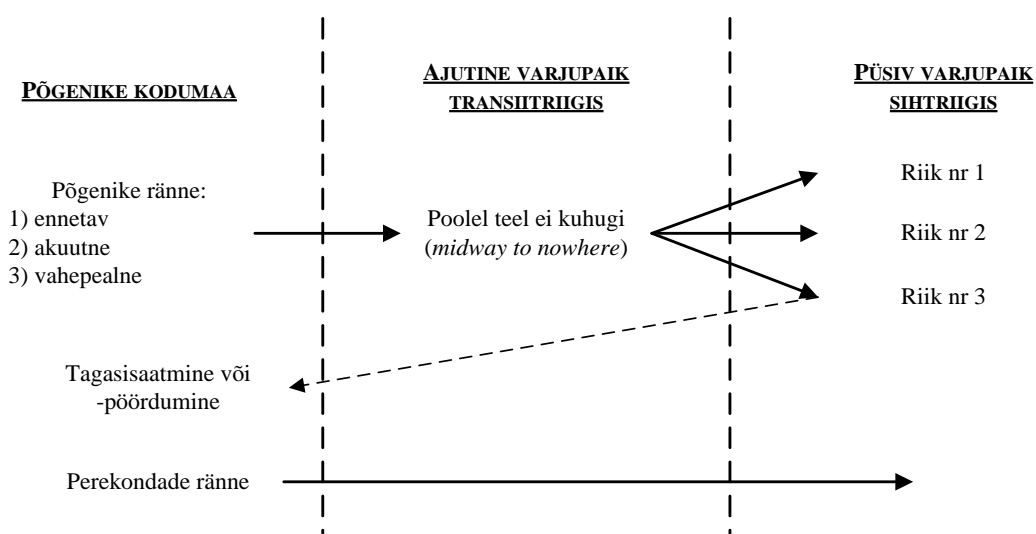 PÕGENIKE KODUMAA
AJUTINE VARJUPAIK
TRANSIITRIIGIS
PÜSIV VARJUPAIK
SIHTRIIGIS
Põgenike ränne:
1) ennetav
2) akuutne
3) vahepealne
Poolel teel ei kuhugi
(midway to nowhere)
Riik nr 1
Riik nr 2
Riik nr 3
Tagasisaatmine või
-pöördumine
Perekondade ränne